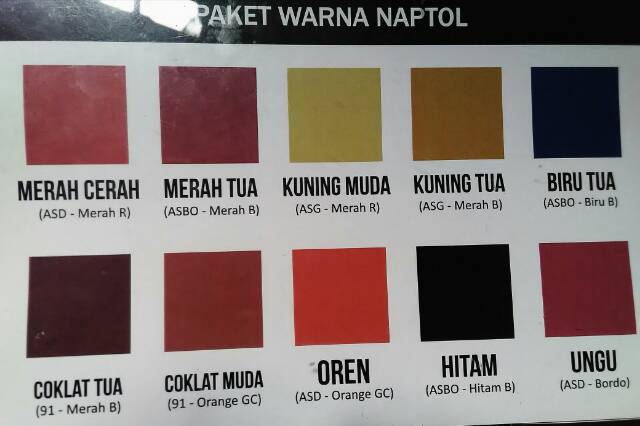 PAKET WARNA NAPTOL
MERAH CERAH
(ASD - Merah R)
MERAH TUA
(ASBO - Merah B)
KUNING MUDA
(ASG - Merah R)
KUNING TUA
(ASG - Merah B)
BIRU TUA
(ASBO - Biru B)
COKLAT TUA
(91 - Merah B)
COKLAT MUDA
(91 - Orange GC)
OREN
(ASD - Orange GC)
HITAM
(ASBO - Hitam B)
UNGU
(ASD - Bordo)